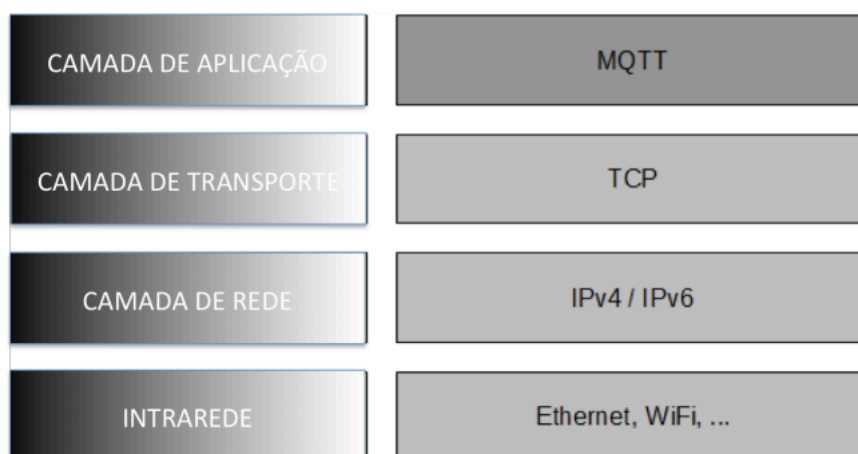 CAMADA DE APLICAÇÃO
MQTT
CAMADA DE TRANSPORTE
TCP
CAMADA DE REDE
IPv4 / IPv6
INTRAREDE
Ethernet, WiFi, ...